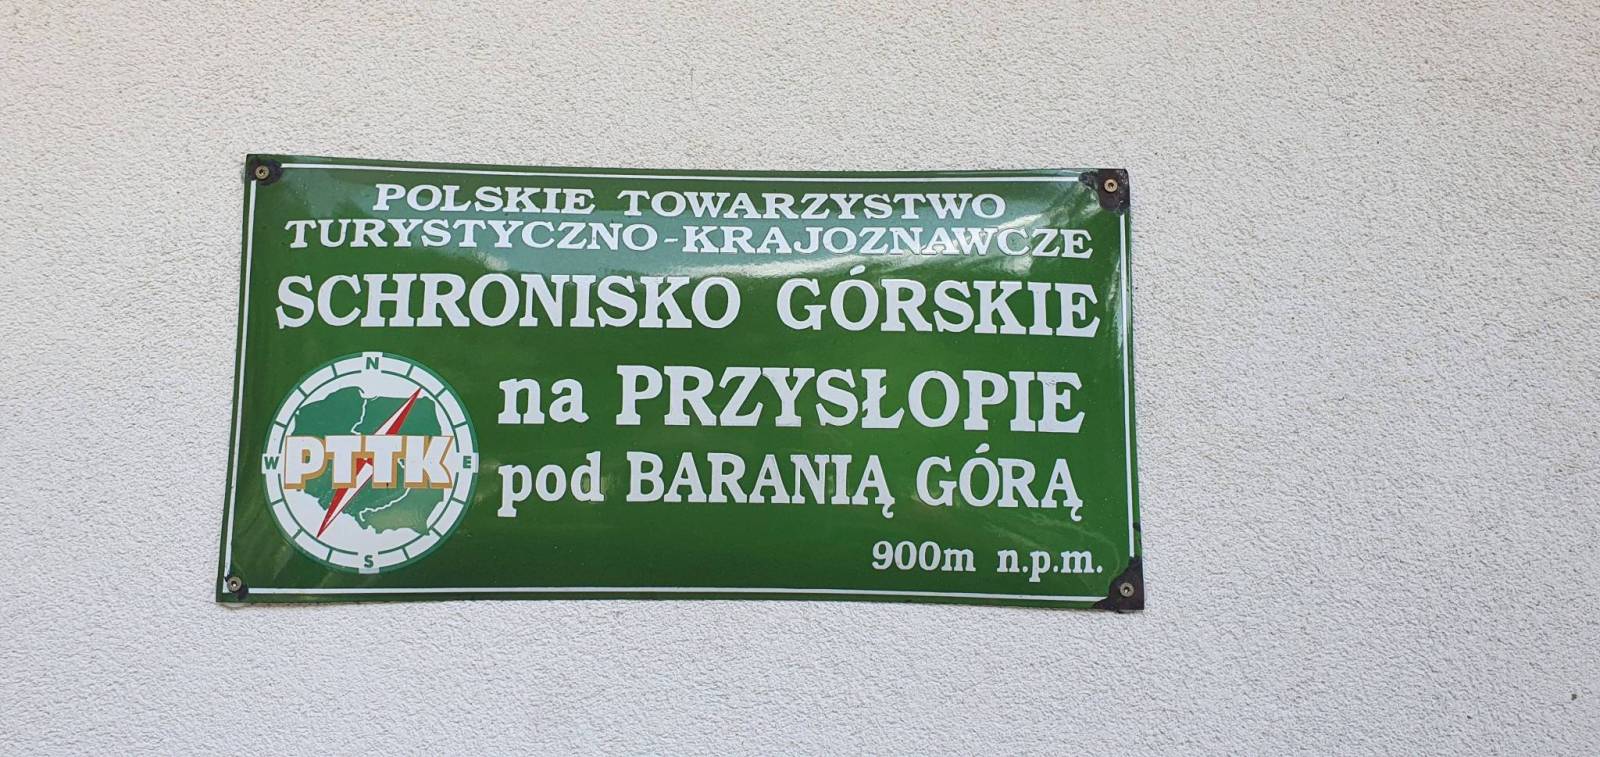 POLSKIE TOWARZYSTWO
TURYSTYCZNO-KRAJOZNAWCZE
SCHRONISKO GÓRSKIE
na PRZYSŁOPIE
pod BARANIĄ GÓRĄ
900m n.p.m.
N
W PTTK E
S